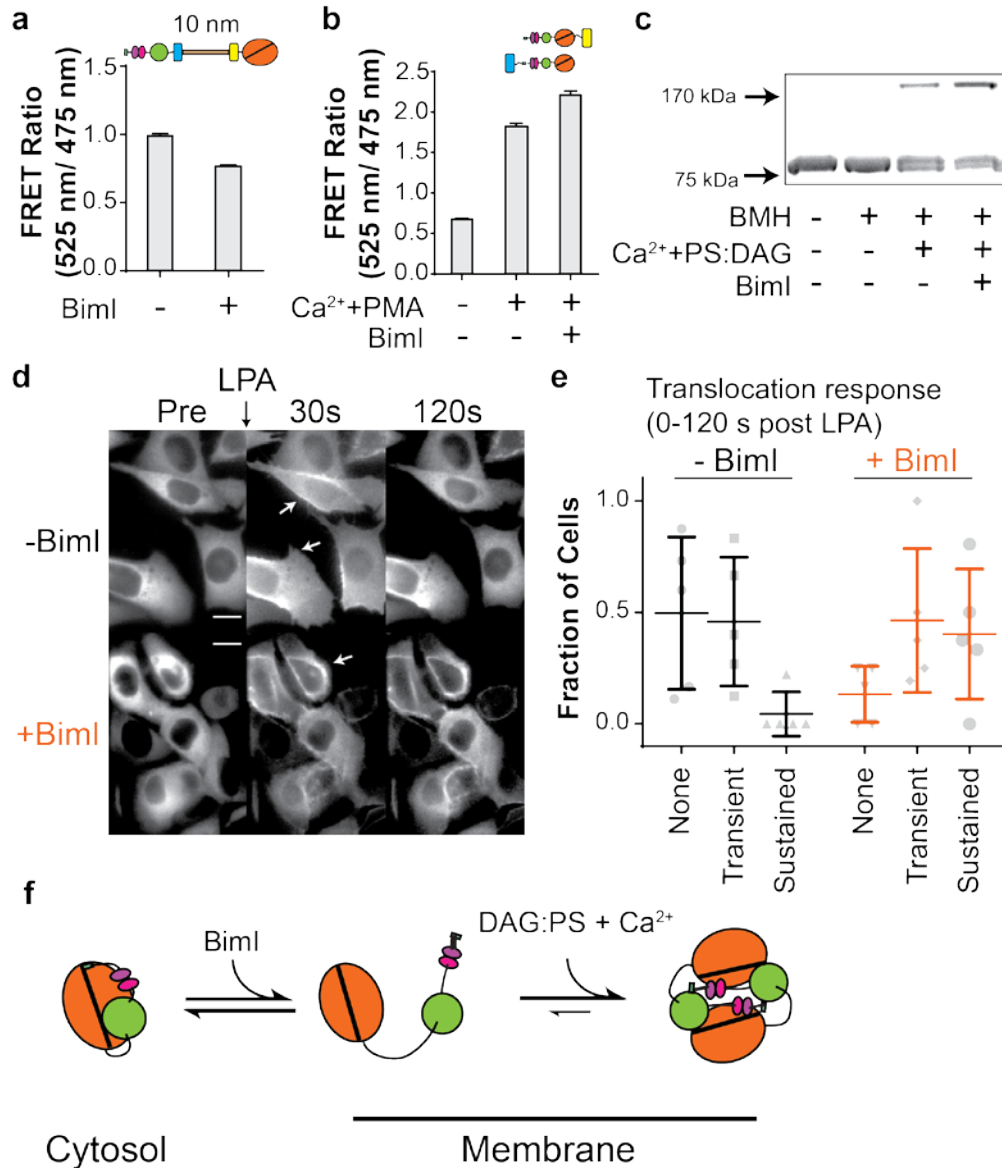 a
10 nm
FRET Ratio
(525 nm/ 475 nm)
1.5
1.0
0.5
0.0
BimI - +
b
FRET Ratio
(525 nm/ 475 nm)
2.5
2.0
1.5
1.0
0.5
0.0
Ca²⁺+PMA - + +
BimI - - +
c
170 kDa
75 kDa
BMH - + + +
Ca²⁺+PS:DAG - - + +
BimI - - - +
d
LPA
Pre 30s 120s
-BimI
+BimI
e
Translocation response
(0-120 s post LPA)
- BimI + BimI
Fraction of Cells
1.0
0.5
0.0
None
Transient
Sustained
None
Transient
Sustained
f
BimI
DAG:PS + Ca²⁺
Cytosol Membrane